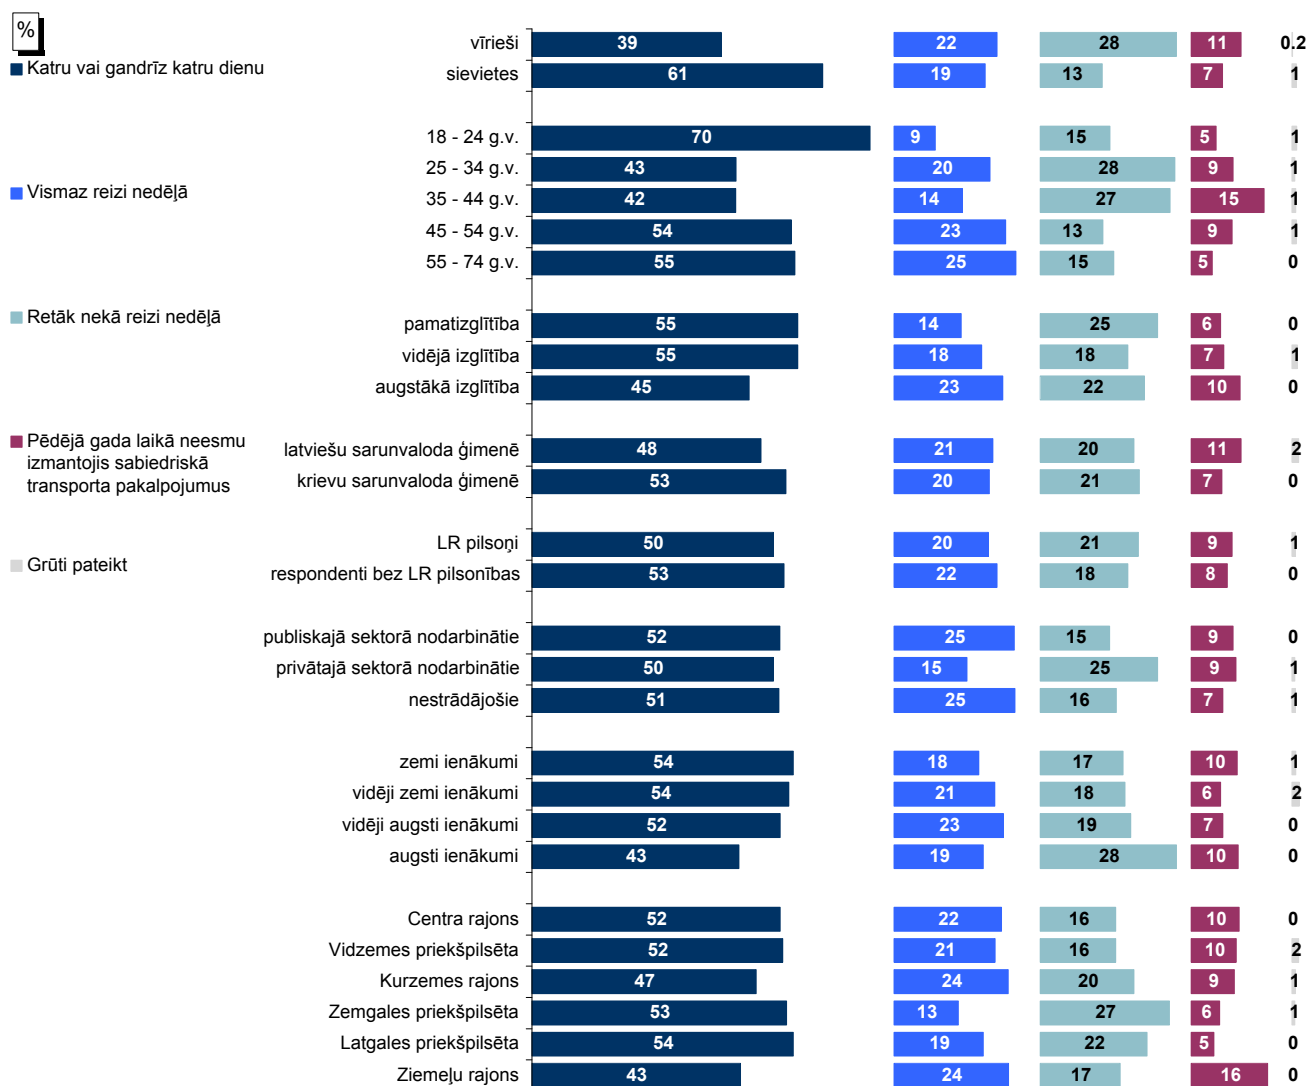 %
Katru vai gandrīz katru dienu
Vismaz reizi nedēļā
Retāk nekā reizi nedēļā
Pēdējā gada laikā neesmu
izmantojis sabiedriskā
transporta pakalpojumus
Grūti pateikt
vīrieši 39 22 28 11 0.2
sievietes 61 19 13 7 1
18 - 24 g.v. 70 9 15 5 1
25 - 34 g.v. 43 20 28 9 1
35 - 44 g.v. 42 14 27 15 1
45 - 54 g.v. 54 23 13 9 1
55 - 74 g.v. 55 25 15 5 0
pamatizglītība 55 14 25 6 0
vidējā izglītība 55 18 18 7 1
augstākā izglītība 45 23 22 10 0
latviešu sarunvaloda ģimenē 48 21 20 11 2
krievu sarunvaloda ģimenē 53 20 21 7 0
LR pilsoņi 50 20 21 9 1
respondenti bez LR pilsonības 53 22 18 8 0
publiskajā sektorā nodarbinātie 52 25 15 9 0
privātajā sektorā nodarbinātie 50 15 25 9 1
nestrādājošie 51 25 16 7 1
zemi ienākumi 54 18 17 10 1
vidēji zemi ienākumi 54 21 18 6 2
vidēji augsti ienākumi 52 23 19 7 0
augsti ienākumi 43 19 28 10 0
Centra rajons 52 22 16 10 0
Vidzemes priekšpilsēta 52 21 16 10 2
Kurzemes rajons 47 24 20 9 1
Zemgales priekšpilsēta 53 13 27 6 1
Latgales priekšpilsēta 54 19 22 5 0
Ziemeļu rajons 43 24 17 16 0